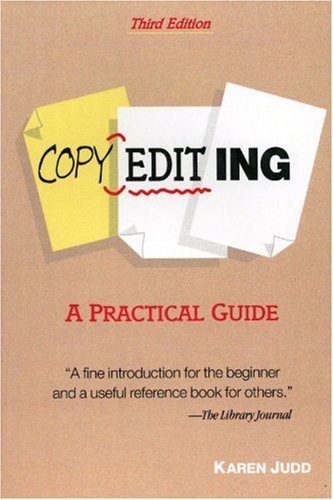 Third Edition
COPY EDITING
A PRACTICAL GUIDE
“A fine introduction for the beginner
and a useful reference book for others.”
—The Library Journal
KAREN JUDD